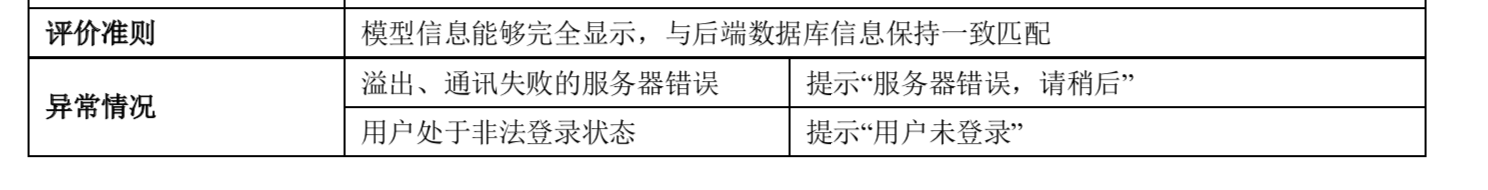 评价准则 模型信息能够完全显示，与后端数据库信息保持一致匹配
异常情况 溢出、通讯失败的服务器错误 提示“服务器错误，请稍后”
用户处于非法登录状态 提示“用户未登录”